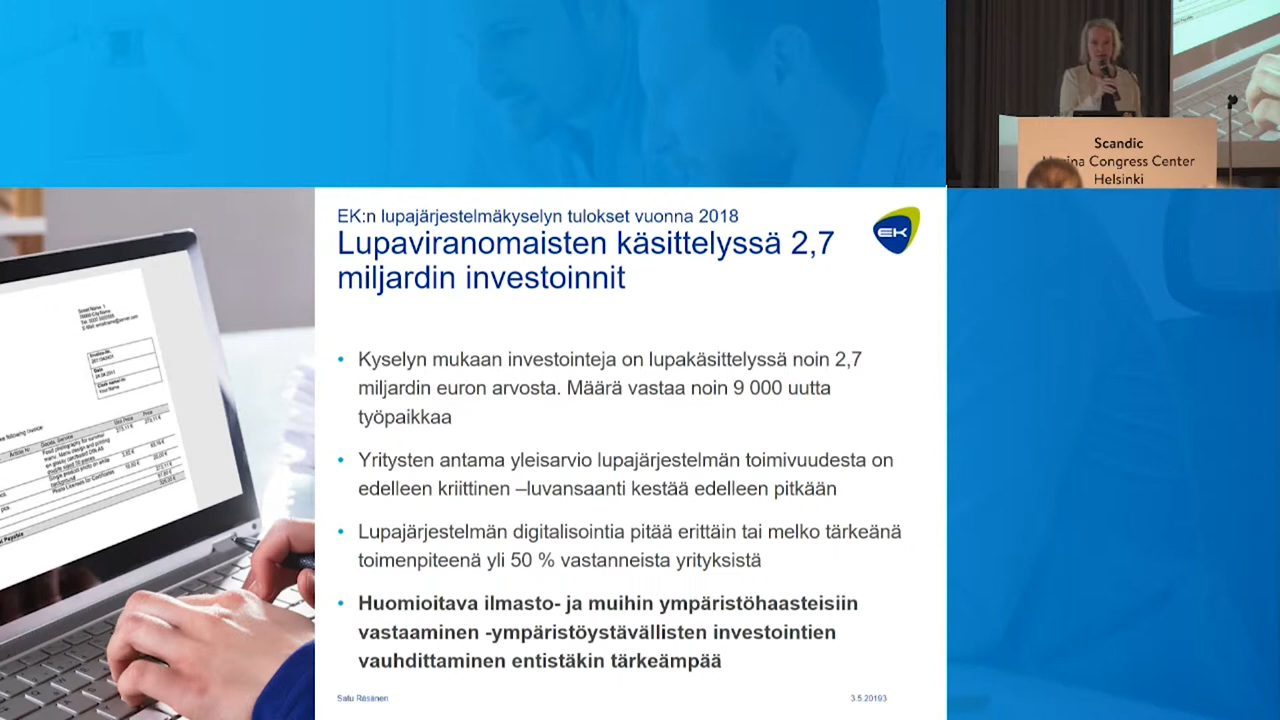 Scandic
Marina Congress Center
Helsinki
EK:n lupajärjestelmäkyselyn tulokset vuonna 2018
EK
Lupaviranomaisten käsittelyssä 2,7
miljardin investoinnit
• Kyselyn mukaan investointeja on lupakäsittelyssä noin 2,7
miljardin euron arvosta. Määrä vastaa noin 9 000 uutta
työpaikkaa
• Yritysten antama yleisarvio lupajärjestelmän toimivuudesta on
edelleen kriittinen –luvansaanti kestää edelleen pitkään
• Lupajärjestelmän digitalisointia pitää erittäin tai melko tärkeänä
toimenpiteenä yli 50 % vastanneista yrityksistä
• Huomioitava ilmasto- ja muihin ympäristöhaasteisiin
vastaaminen -ympäristöystävällisten investointien
vauhdittaminen entistäkin tärkeämpää
Satu Räsänen
3.5.20193